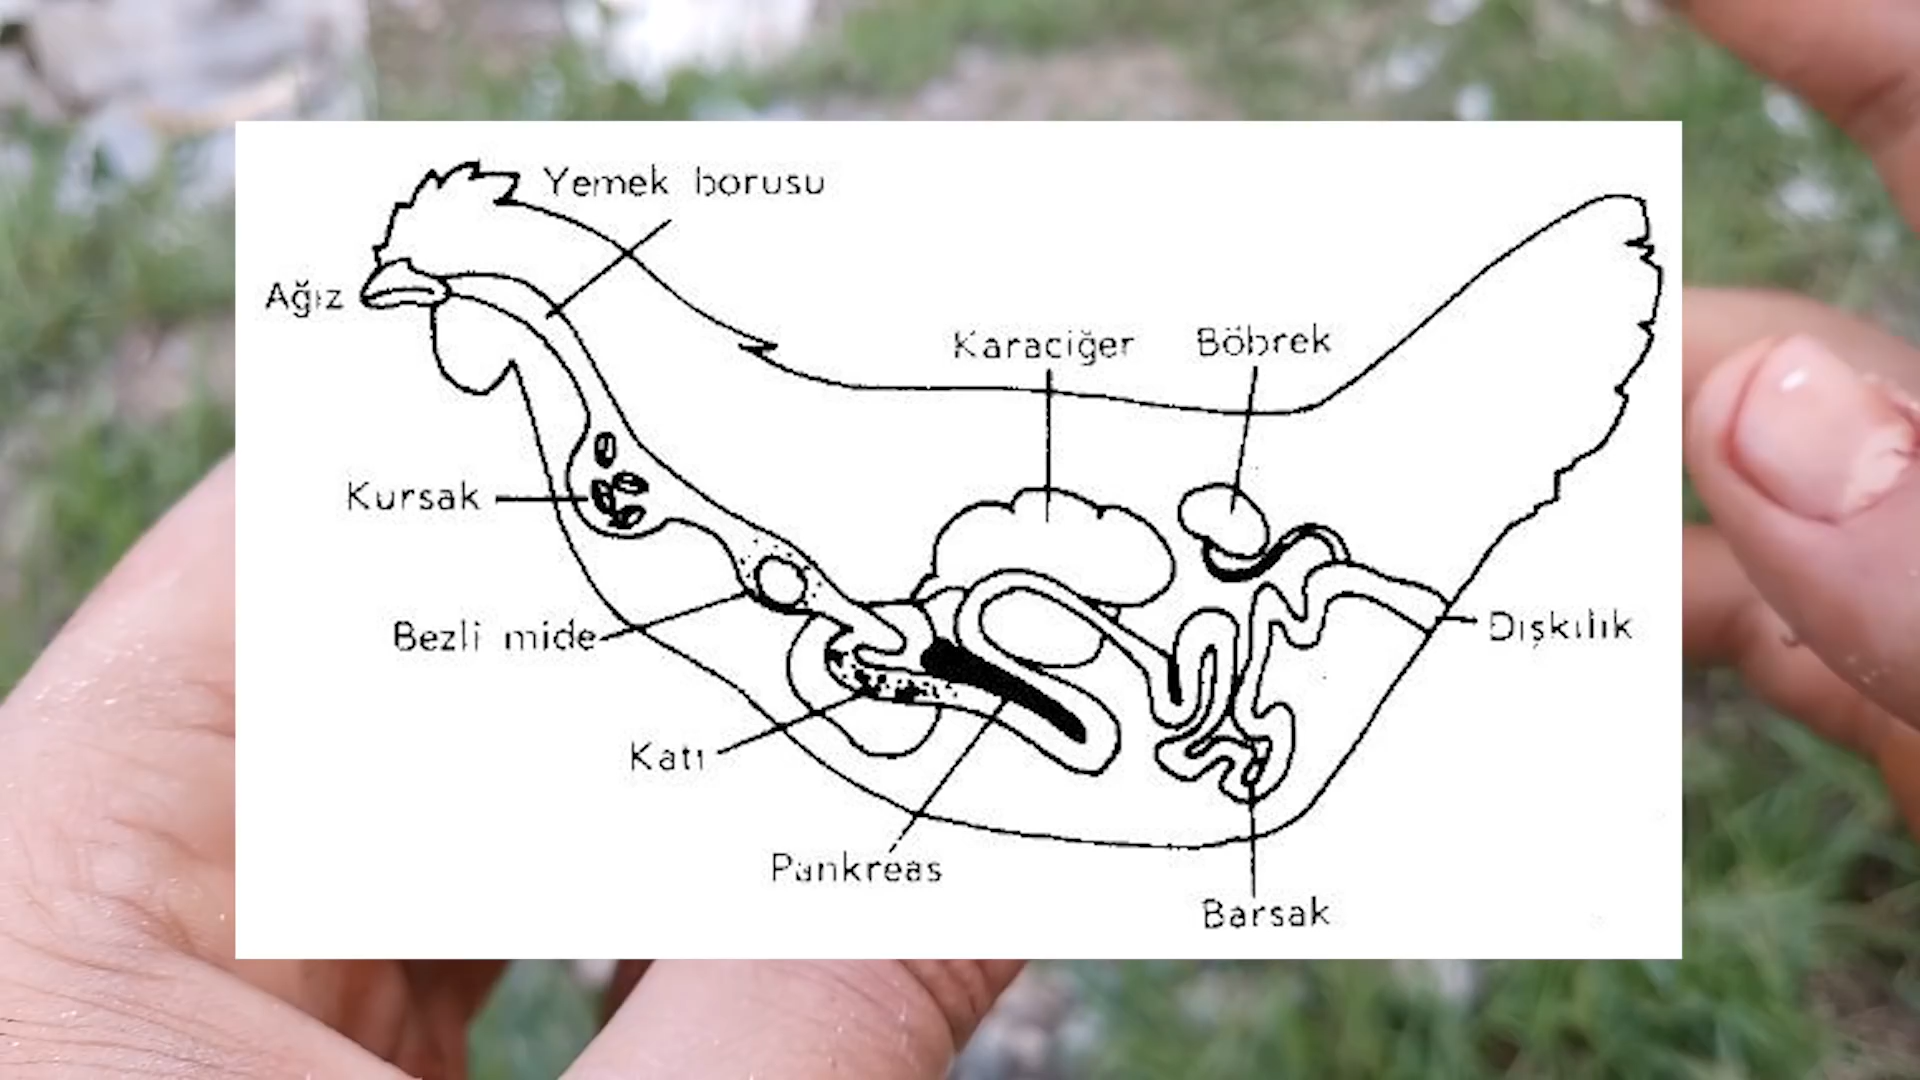 Yemek borusu
Ağız
Karaciğer
Böbrek
Kursak
Bezli mide
Dışkılık
Katı
Pankreas
Barsak